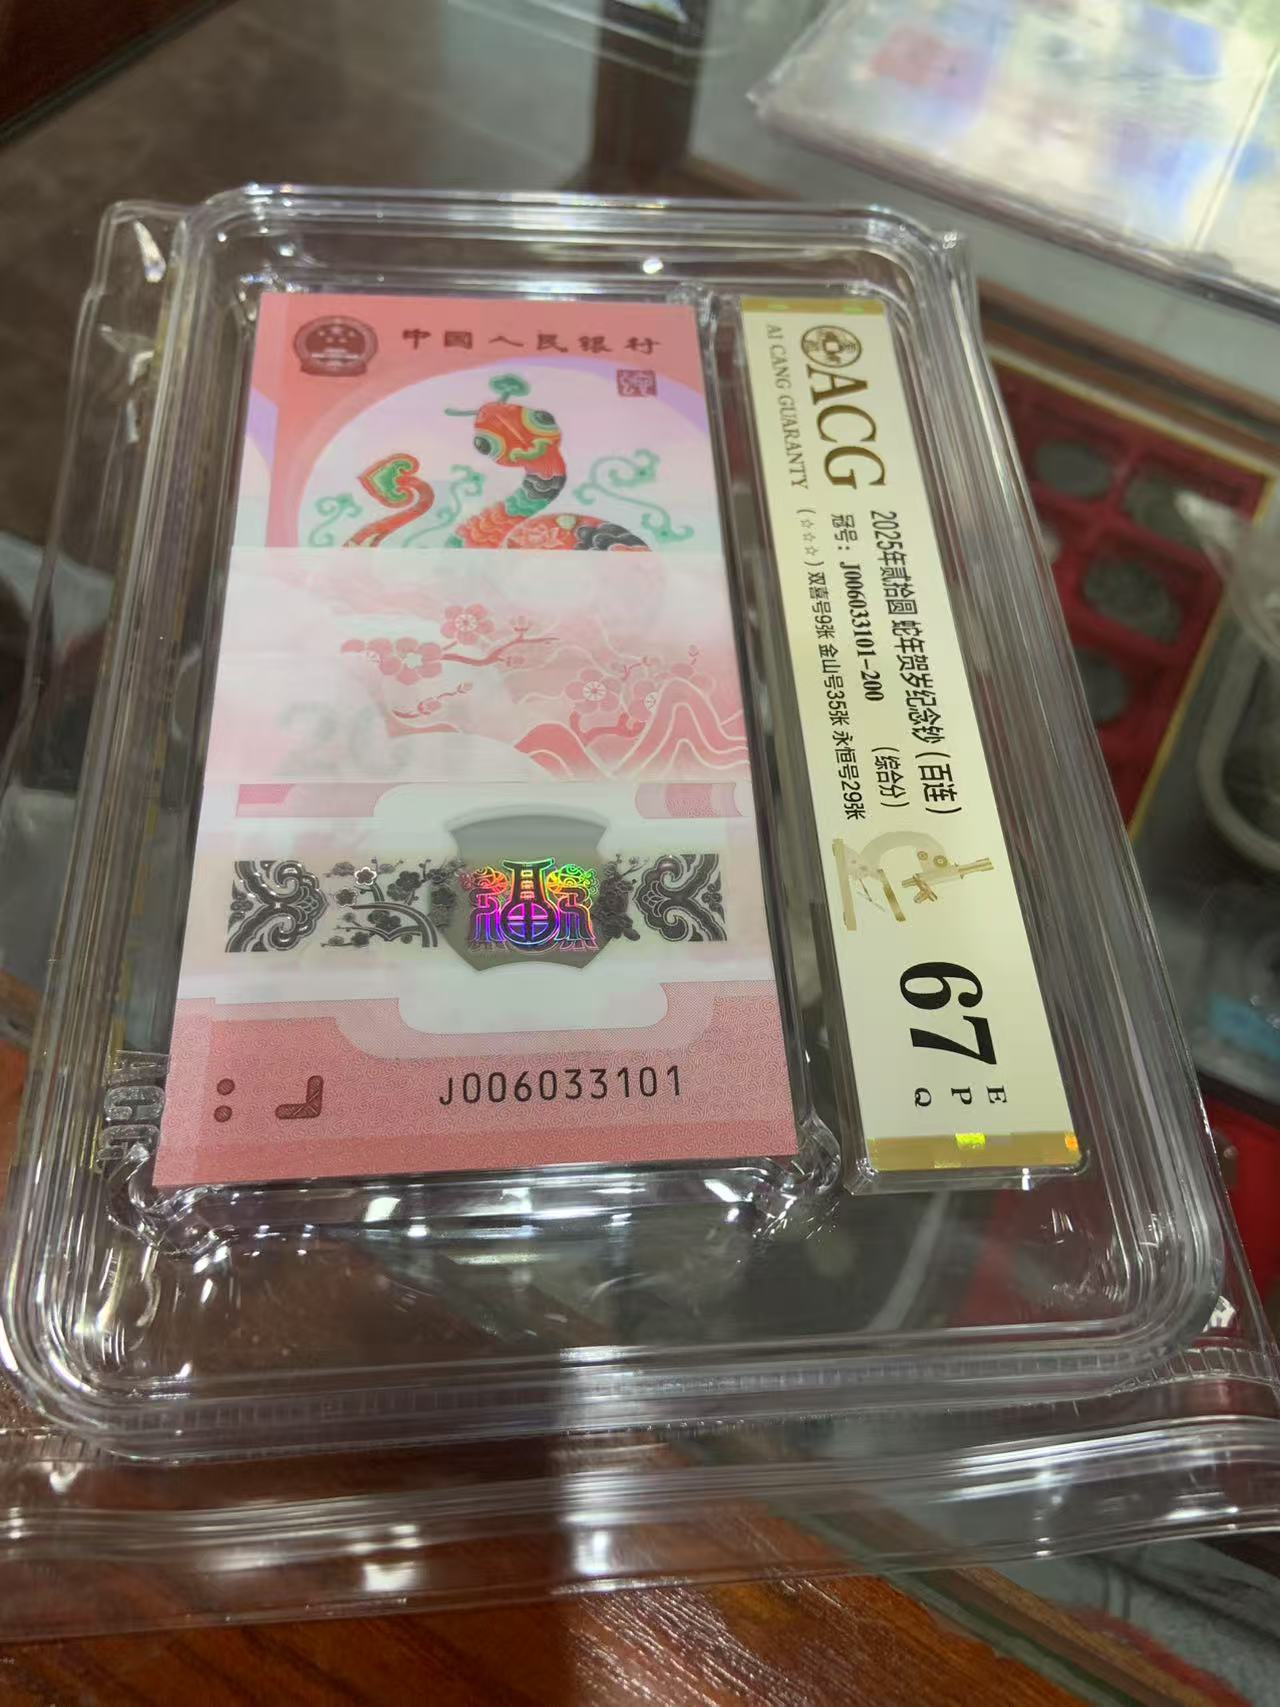 中国人民银行
J006033101
ACG
AI CANG GUARANTY
2025年贰拾圆 蛇年贺岁纪念钞（百连）
冠号：J006033101-200 （综合分）
（☆☆☆）双喜号9张 金山号35张 永恒号29张
67
E
P
Q
ACG